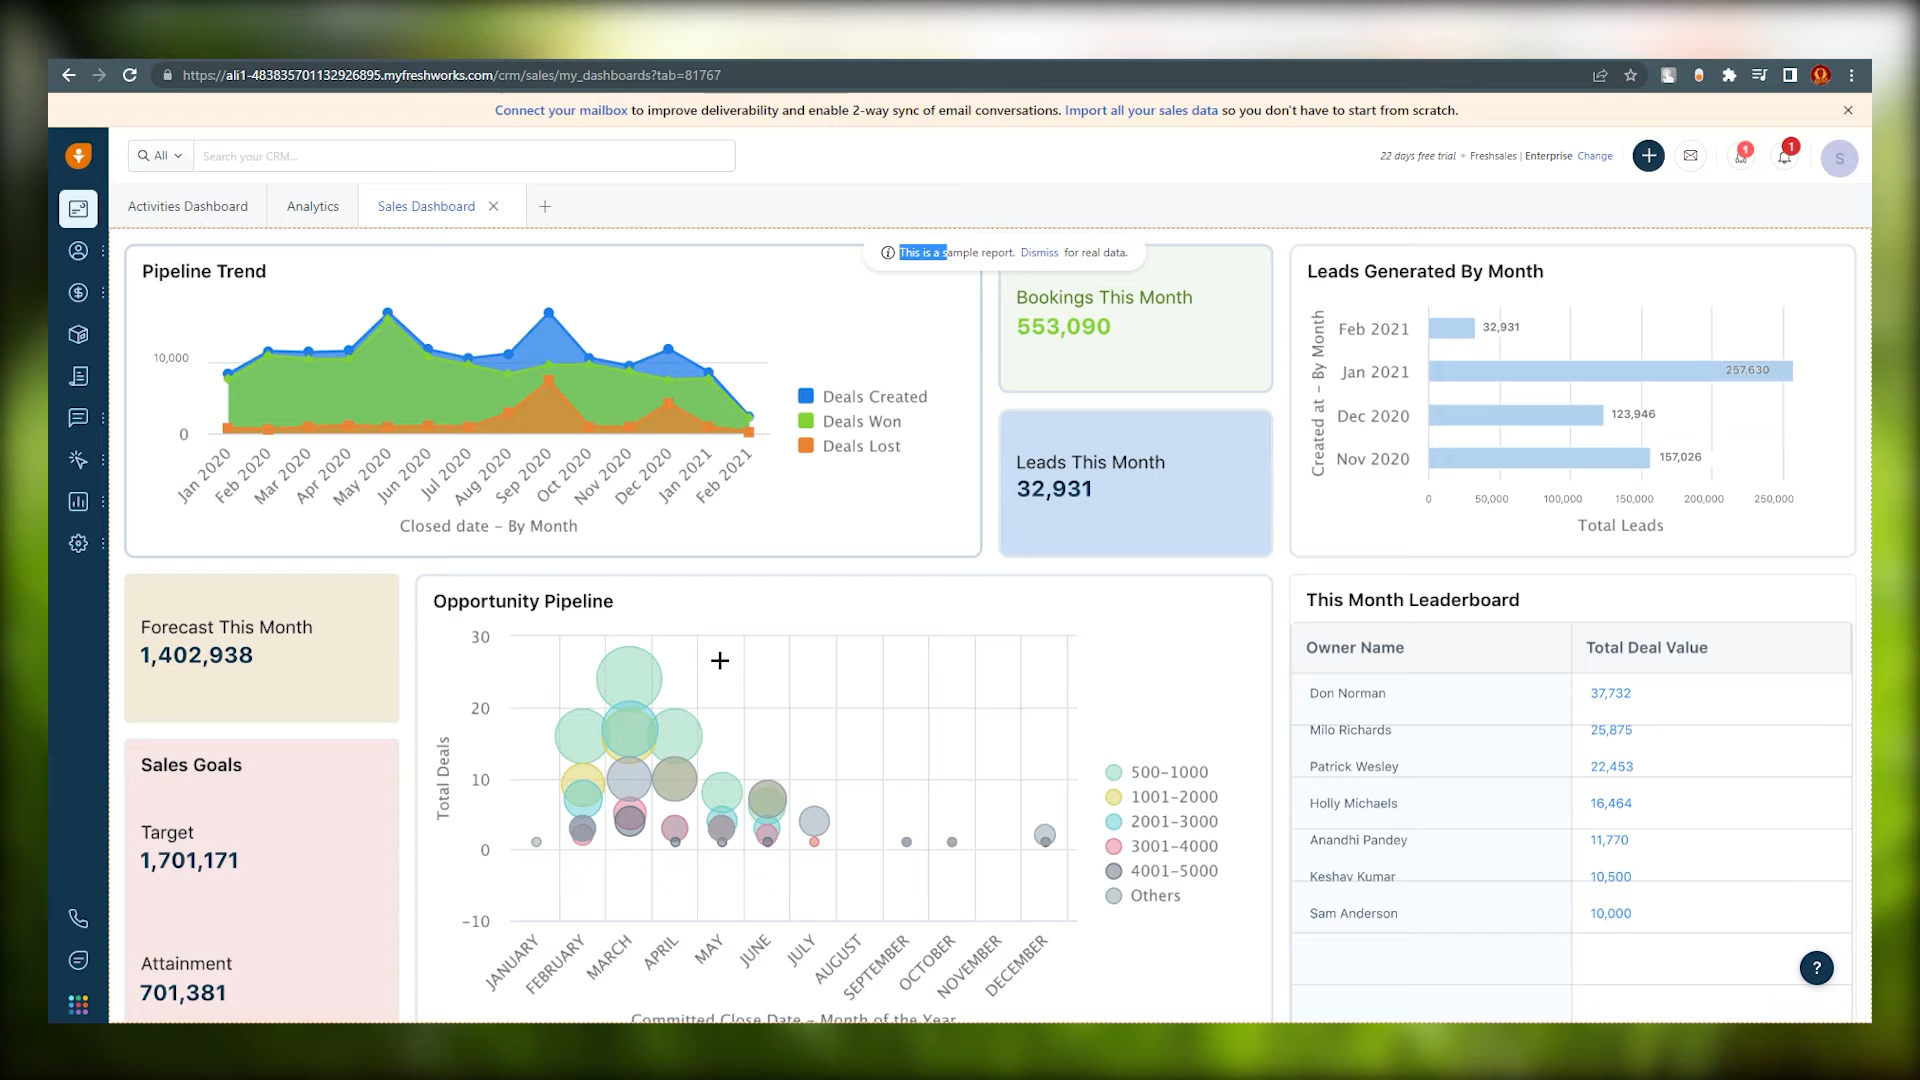 https://ali1-483835701132926895.myfreshworks.com/crm/sales/my_dashboards?tab=81767
Connect your mailbox to improve deliverability and enable 2-way sync of email conversations. Import all your sales data so you don't have to start from scratch.
All
Search your CRM...
22 days free trial • Freshsales | Enterprise Change
1
1
S
Activities Dashboard
Analytics
Sales Dashboard
This is a sample report. Dismiss for real data.
Pipeline Trend
10,000
0
Jan 2020
Feb 2020
Mar 2020
Apr 2020
May 2020
Jun 2020
Jul 2020
Aug 2020
Sep 2020
Oct 2020
Nov 2020
Dec 2020
Jan 2021
Feb 2021
Closed date – By Month
Deals Created
Deals Won
Deals Lost
Bookings This Month
553,090
Leads This Month
32,931
Leads Generated By Month
Created at – By Month
Feb 2021
32,931
Jan 2021
257,630
Dec 2020
123,946
Nov 2020
157,026
0
50,000
100,000
150,000
200,000
250,000
Total Leads
Forecast This Month
1,402,938
Sales Goals
Target
1,701,171
Attainment
701,381
Opportunity Pipeline
Total Deals
30
20
10
0
-10
JANUARY
FEBRUARY
MARCH
APRIL
MAY
JUNE
JULY
AUGUST
SEPTEMBER
OCTOBER
NOVEMBER
DECEMBER
Committed Close Date – Month of the Year
500-1000
1001-2000
2001-3000
3001-4000
4001-5000
Others
This Month Leaderboard
Owner Name Total Deal Value
Don Norman 37,732
Milo Richards 25,875
Patrick Wesley 22,453
Holly Michaels 16,464
Anandhi Pandey 11,770
Keshav Kumar 10,500
Sam Anderson 10,000
?